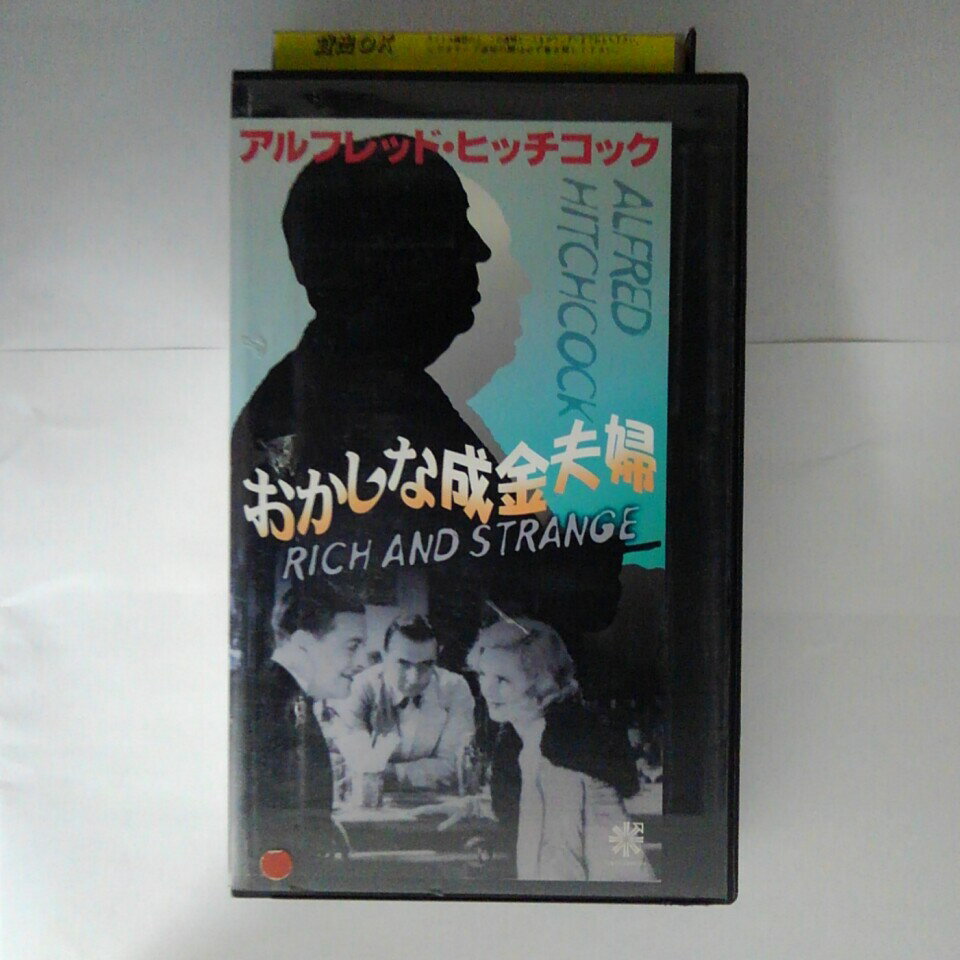 アルフレッド・ヒッチコック
ALFRED
HITCHCOCK
おかしな成金夫婦
RICH AND STRANGE